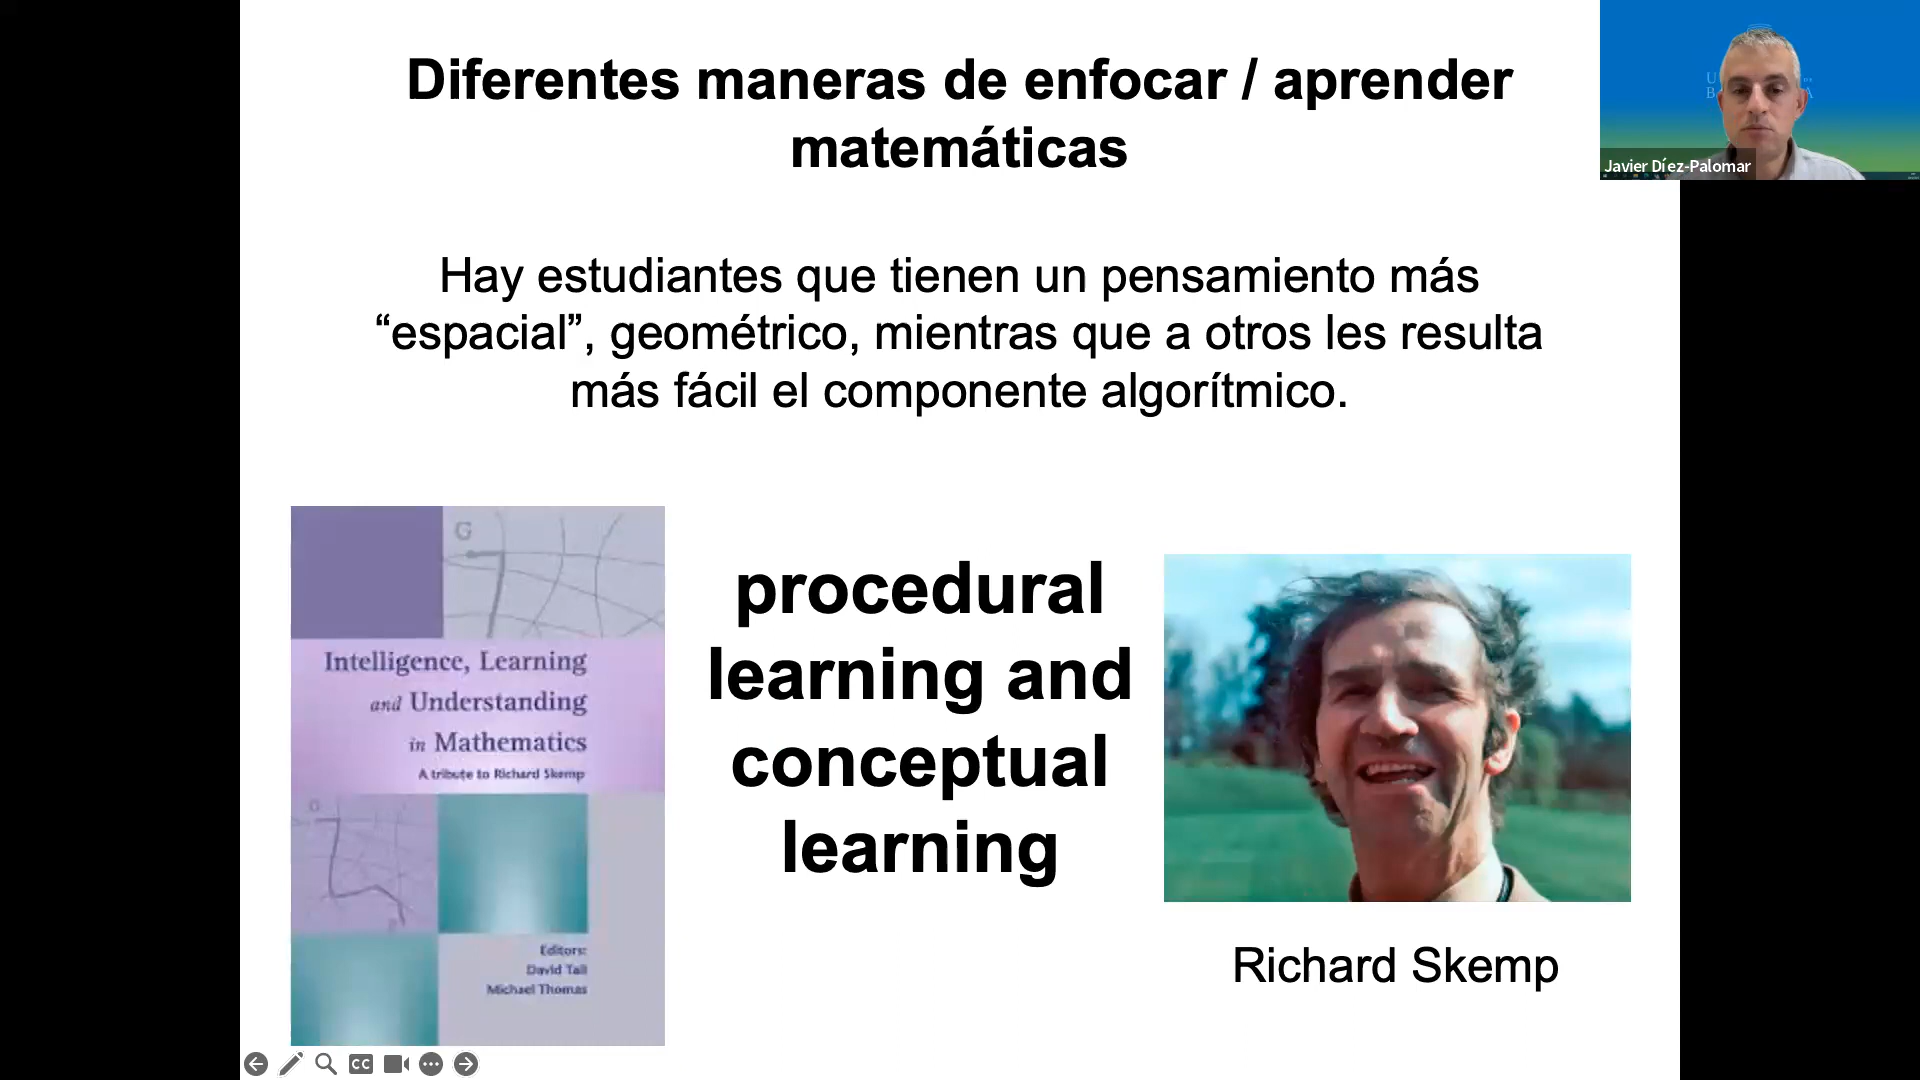 Diferentes maneras de enfocar / aprender
matemáticas
Javier Díez-Palomar
Hay estudiantes que tienen un pensamiento más
“espacial”, geométrico, mientras que a otros les resulta
más fácil el componente algorítmico.
G
Intelligence, Learning
and Understanding
in Mathematics
A tribute to Richard Skemp
Editors:
David Tall
Michael Thomas
procedural
learning and
conceptual
learning
Richard Skemp
CC